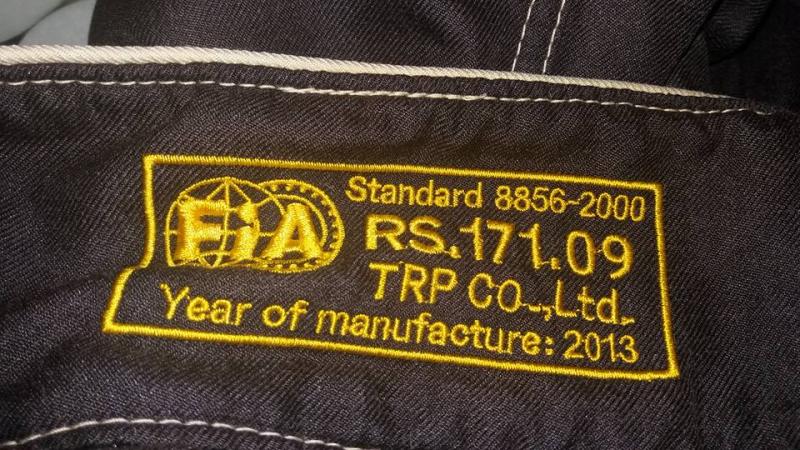 FIA
Standard 8856-2000
RS.171.09
TRP CO.,Ltd.
Year of manufacture: 2013